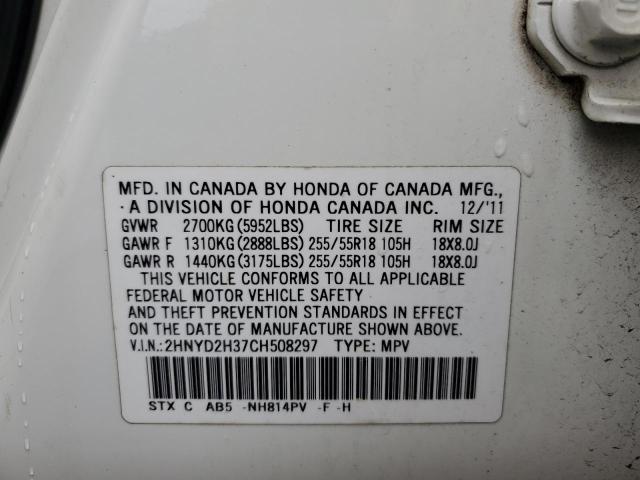 MFD. IN CANADA BY HONDA OF CANADA MFG.,
·A DIVISION OF HONDA CANADA INC. 12/'11
GVWR 2700KG(5952LBS) TIRE SIZE RIM SIZE
GAWR F 1310KG(2888LBS)255/55R18 105H 18X8.0J
GAWR R 1440KG(3175LBS)255/55R18 105H 18X8.0J
THIS VEHICLE CONFORMS TO ALL APPLICABLE
FEDERAL MOTOR VEHICLE SAFETY
AND THEFT PREVENTION STANDARDS IN EFFECT
ON THE DATE OF MANUFACTURE SHOWN ABOVE.
V.I.N.:2HNYD2H37CH508297 TYPE: MPV
STX C AB5 -NH814PV -F -H